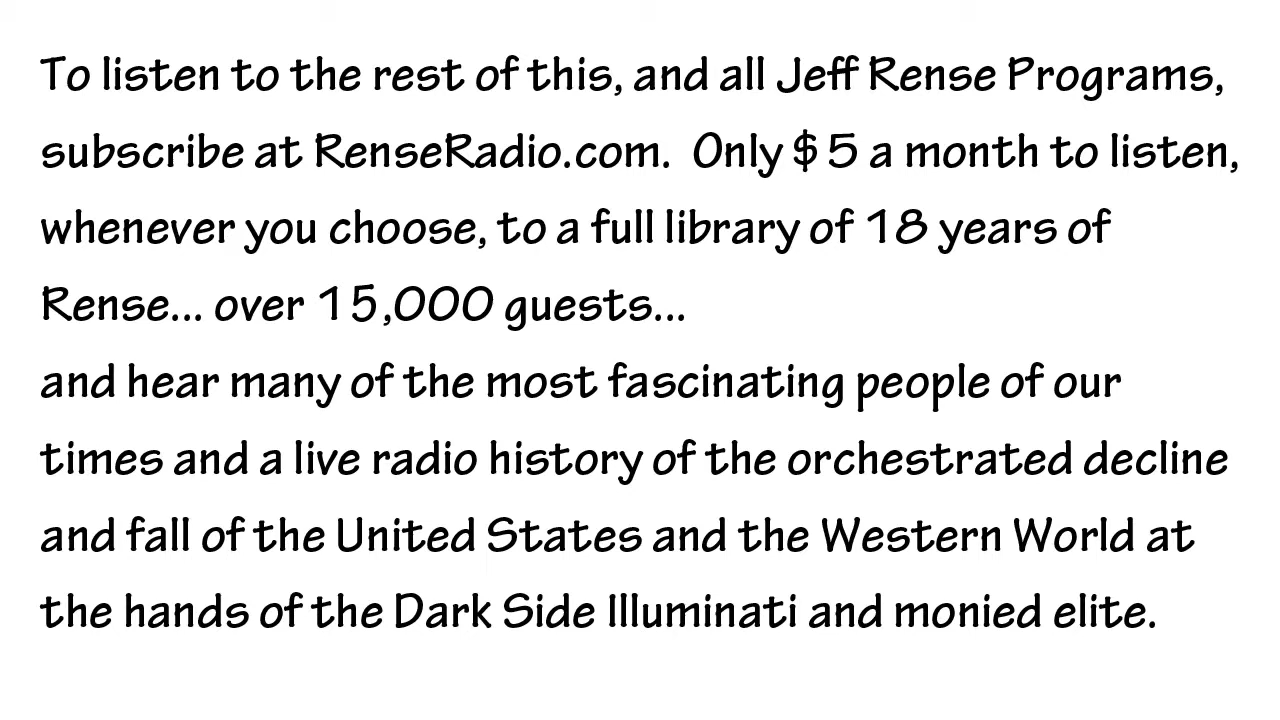 To listen to the rest of this, and all Jeff Rense Programs,
subscribe at RenseRadio.com.  Only $5 a month to listen,
whenever you choose, to a full library of 18 years of
Rense... over 15,000 guests...
and hear many of the most fascinating people of our
times and a live radio history of the orchestrated decline
and fall of the United States and the Western World at
the hands of the Dark Side Illuminati and monied elite.